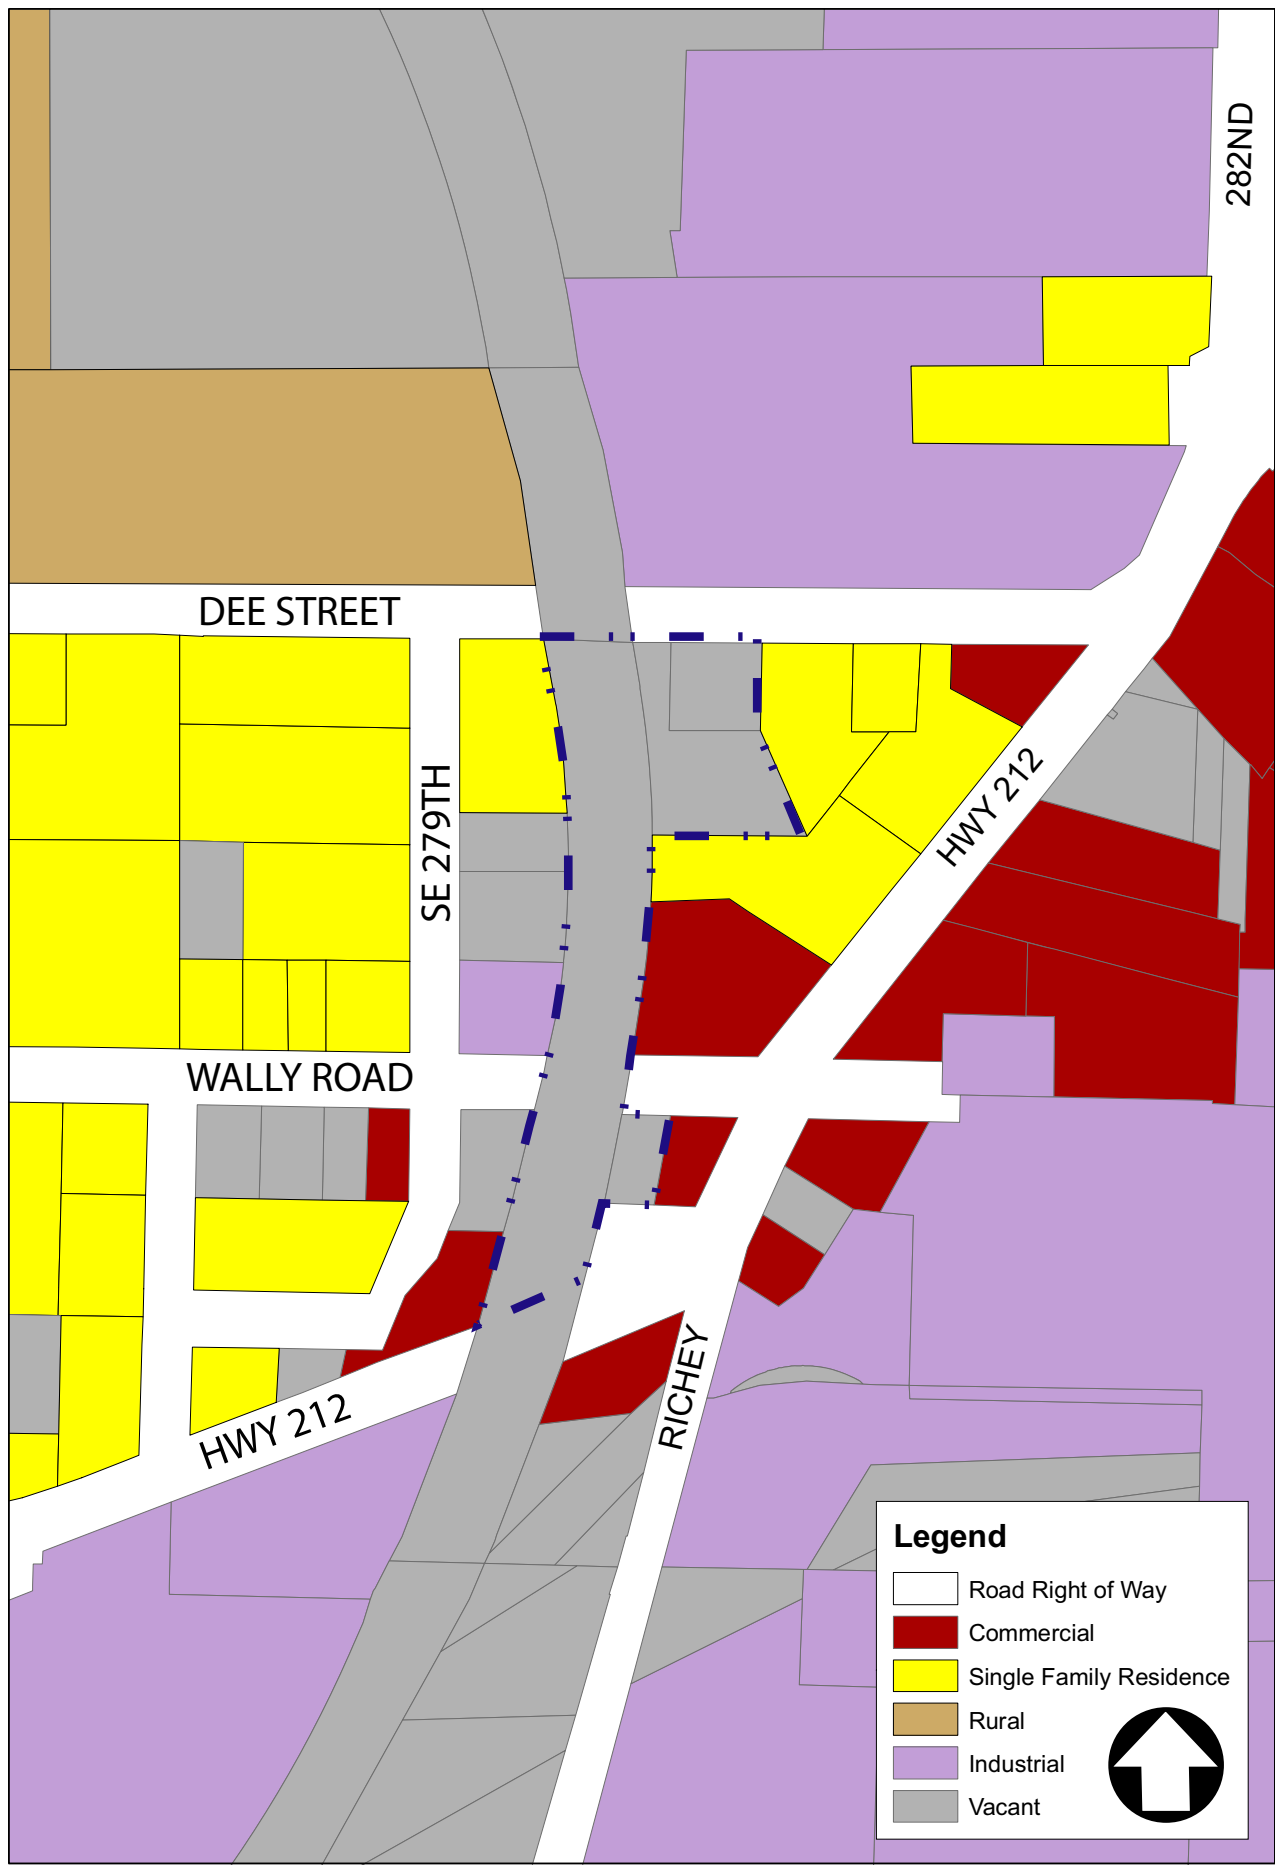 282ND
DEE STREET
SE 279TH
HWY 212
WALLY ROAD
RICHEY
HWY 212
Legend
Road Right of Way
Commercial
Single Family Residence
Rural
Industrial
Vacant